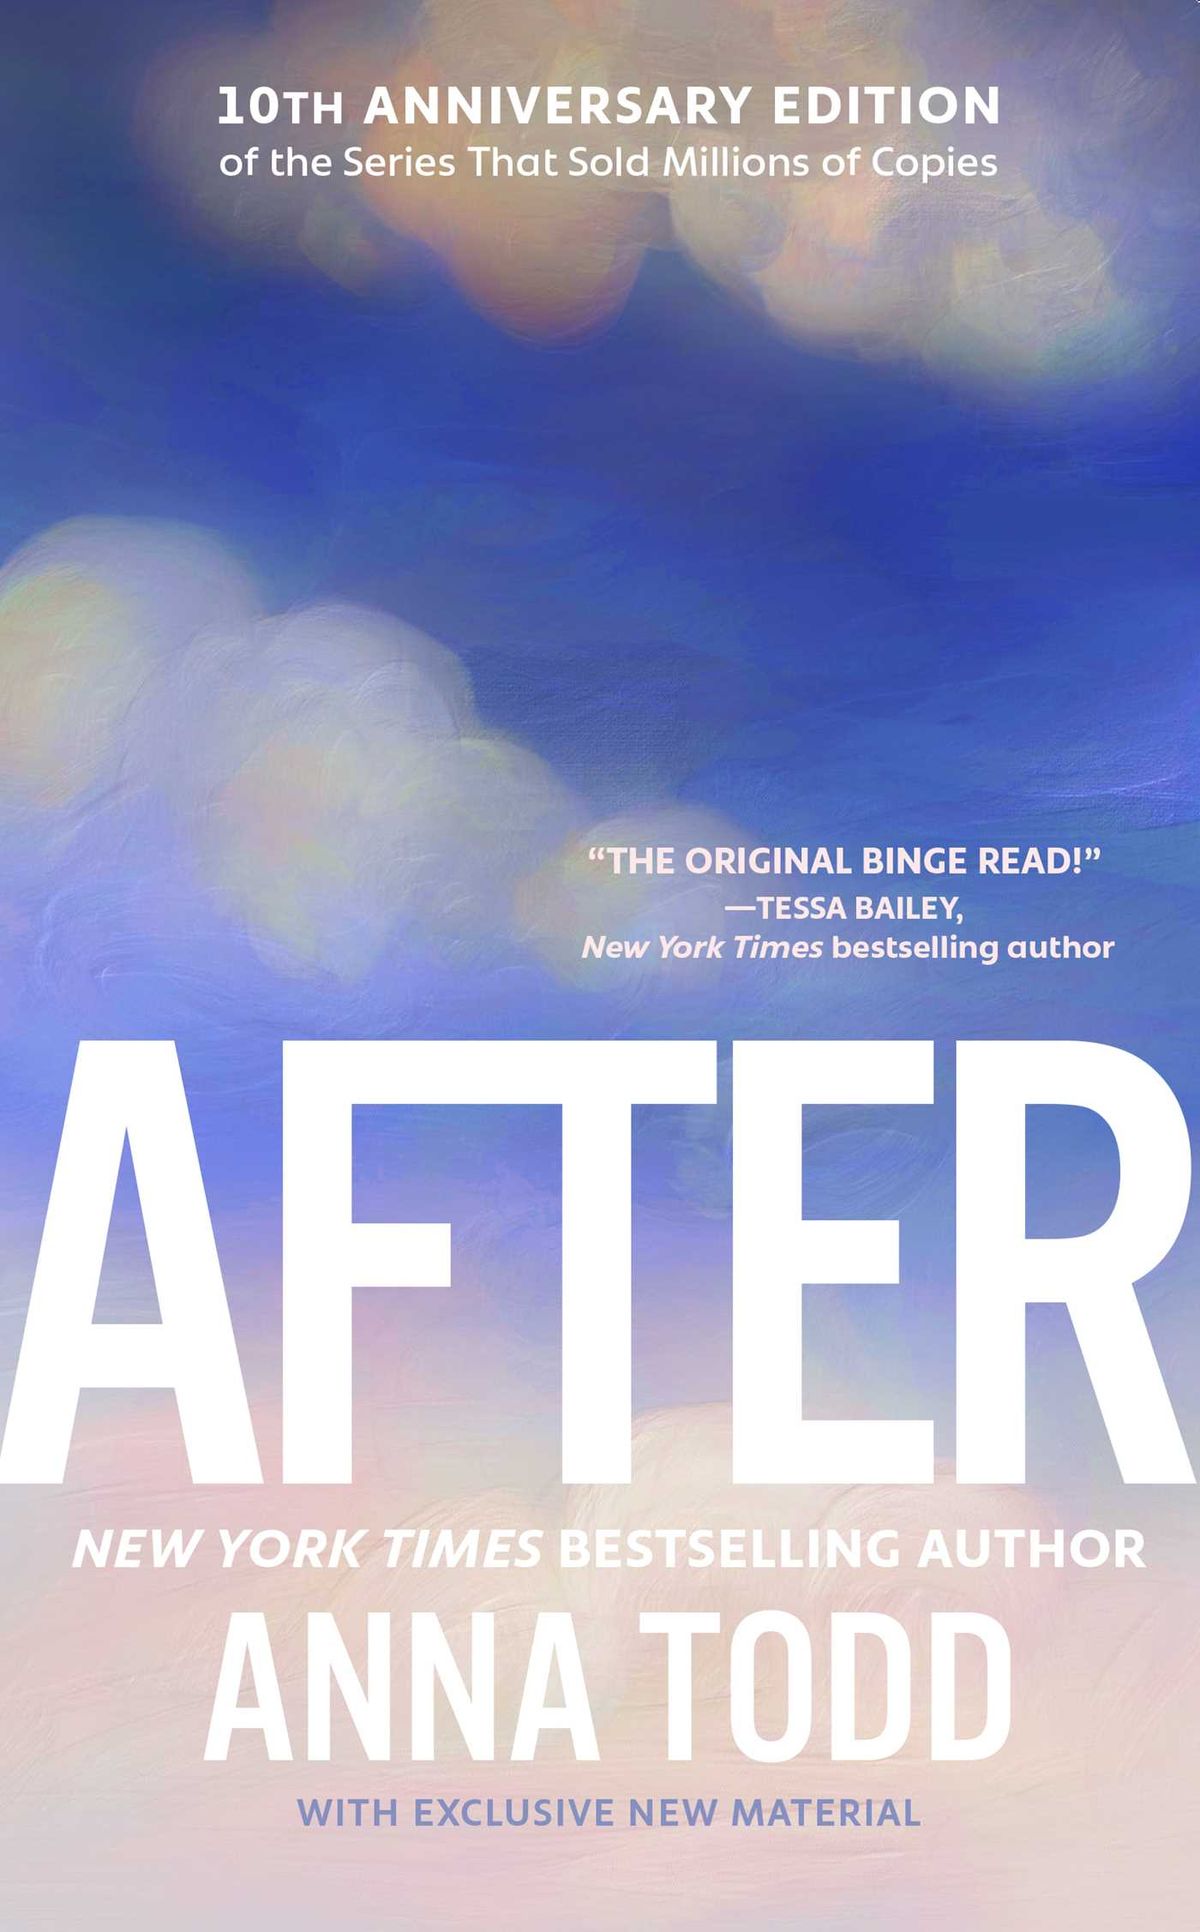 10TH ANNIVERSARY EDITION
of the Series That Sold Millions of Copies
“THE ORIGINAL BINGE READ!”
—TESSA BAILEY,
New York Times bestselling author
AFTER
NEW YORK TIMES BESTSELLING AUTHOR
ANNA TODD
WITH EXCLUSIVE NEW MATERIAL